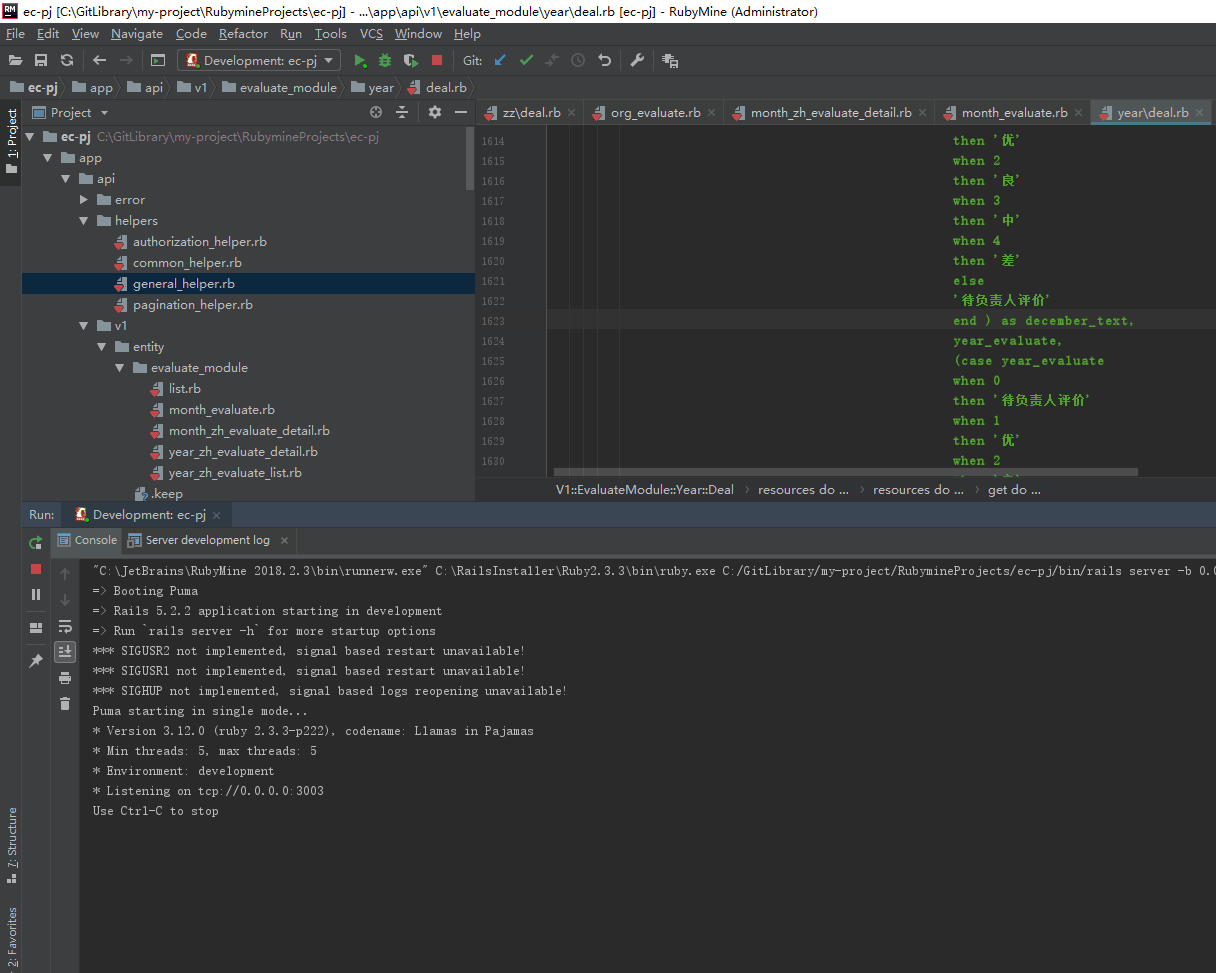 ec-pj [C:\GitLibrary\my-project\RubymineProjects\ec-pj] - ...\app\api\v1\evaluate_module\year\deal.rb [ec-pj] - RubyMine (Administrator)
File Edit View Navigate Code Refactor Run Tools VCS Window Help
Development: ec-pj Git:
ec-pj app api v1 evaluate_module year deal.rb
Project zz\deal.rb org_evaluate.rb month_zh_evaluate_detail.rb month_evaluate.rb year\deal.rb
1: Project
ec-pj C:\GitLibrary\my-project\RubymineProjects\ec-pj
app
api
error
helpers
authorization_helper.rb
common_helper.rb
general_helper.rb
pagination_helper.rb
v1
entity
evaluate_module
list.rb
month_evaluate.rb
month_zh_evaluate_detail.rb
year_zh_evaluate_detail.rb
year_zh_evaluate_list.rb
.keep
1614 then '优'
1615 when 2
1616 then '良'
1617 when 3
1618 then '中'
1619 when 4
1620 then '差'
1621 else
1622 '待负责人评价'
1623 end ) as december_text,
1624 year_evaluate,
1625 (case year_evaluate
1626 when 0
1627 then '待负责人评价'
1628 when 1
1629 then '优'
1630 when 2
V1::EvaluateModule::Year::Deal resources do ... resources do ... get do ...
Run: Development: ec-pj
Console Server development log
"C:\JetBrains\RubyMine 2018.2.3\bin\runnerw.exe" C:\RailsInstaller\Ruby2.3.3\bin\ruby.exe C:/GitLibrary/my-project/RubymineProjects/ec-pj/bin/rails server -b 0.0
=> Booting Puma
=> Rails 5.2.2 application starting in development
=> Run `rails server -h` for more startup options
*** SIGUSR2 not implemented, signal based restart unavailable!
*** SIGUSR1 not implemented, signal based restart unavailable!
*** SIGHUP not implemented, signal based logs reopening unavailable!
Puma starting in single mode...
* Version 3.12.0 (ruby 2.3.3-p222), codename: Llamas in Pajamas
* Min threads: 5, max threads: 5
* Environment: development
* Listening on tcp://0.0.0.0:3003
Use Ctrl-C to stop
7: Structure
2: Favorites